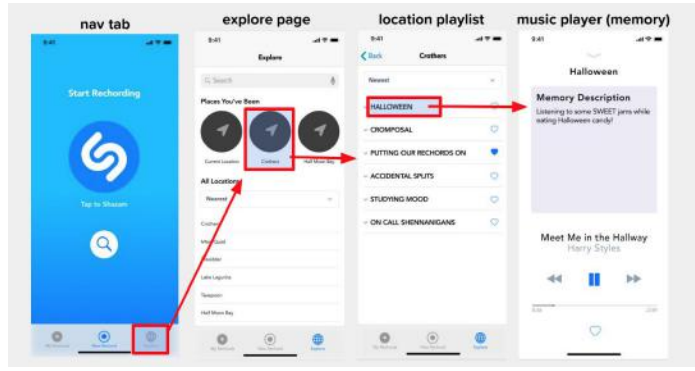 nav tab
explore page
location playlist
music player (memory)
9:41
Start Rechording
Tap to Shazam
9:41
Explore
Search
Places You've Been
Current Location
Crothers
Half Moon Bay
All Locations
Nearest
Crothers
Lake Lagunita
Half Moon Bay
Explore
9:41
Back
Crothers
Newest
HALLOWEEN
CROMPOSAL
PUTTING OUR RECHORDS ON
ACCIDENTAL SPLITS
STUDYING MOOD
ON CALL SHENNANIGANS
Explore
9:41
Halloween
Memory Description
Listening to some SWEET jams while
eating Halloween candy!
Meet Me in the Hallway
Harry Styles